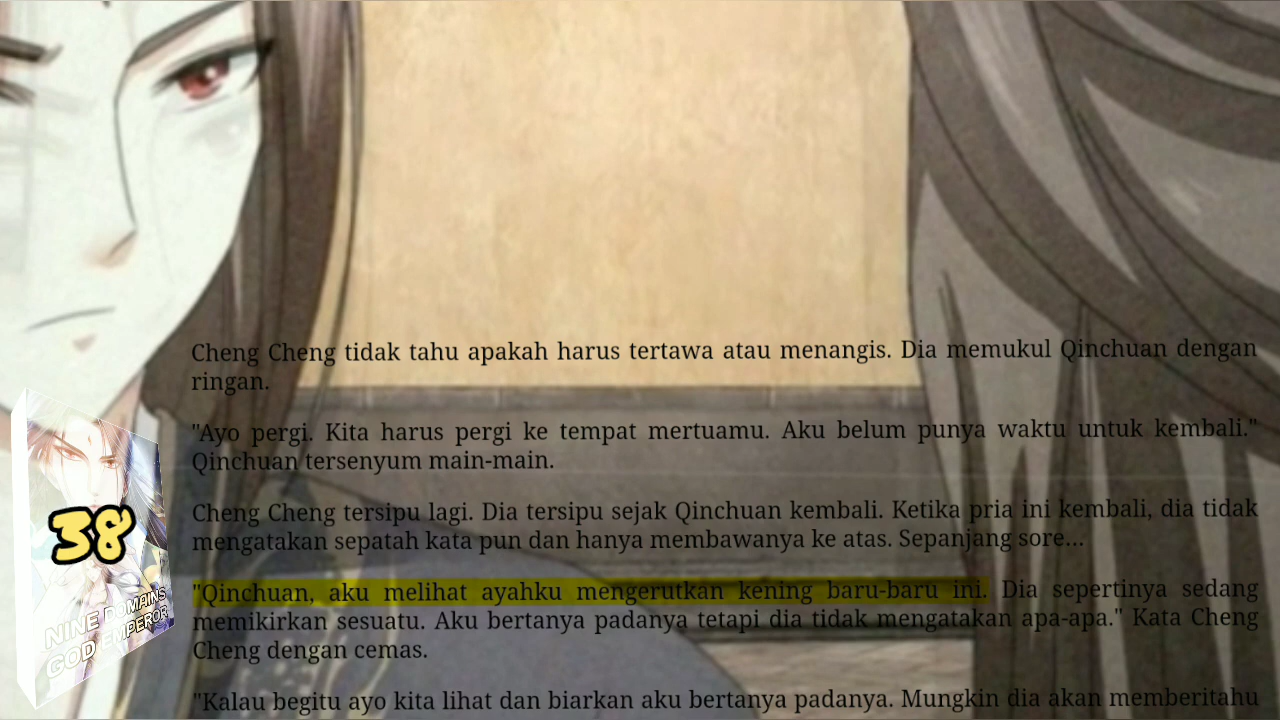 Cheng Cheng tidak tahu apakah harus tertawa atau menangis. Dia memukul Qinchuan dengan
ringan.
"Ayo pergi. Kita harus pergi ke tempat mertuamu. Aku belum punya waktu untuk kembali."
Qinchuan tersenyum main-main.
Cheng Cheng tersipu lagi. Dia tersipu sejak Qinchuan kembali. Ketika pria ini kembali, dia tidak
mengatakan sepatah kata pun dan hanya membawanya ke atas. Sepanjang sore...
"Qinchuan, aku melihat ayahku mengerutkan kening baru-baru ini. Dia sepertinya sedang
memikirkan sesuatu. Aku bertanya padanya tetapi dia tidak mengatakan apa-apa." Kata Cheng
Cheng dengan cemas.
"Kalau begitu ayo kita lihat dan biarkan aku bertanya padanya. Mungkin dia akan memberitahu
38
NINE DOMAINS
GOD EMPEROR